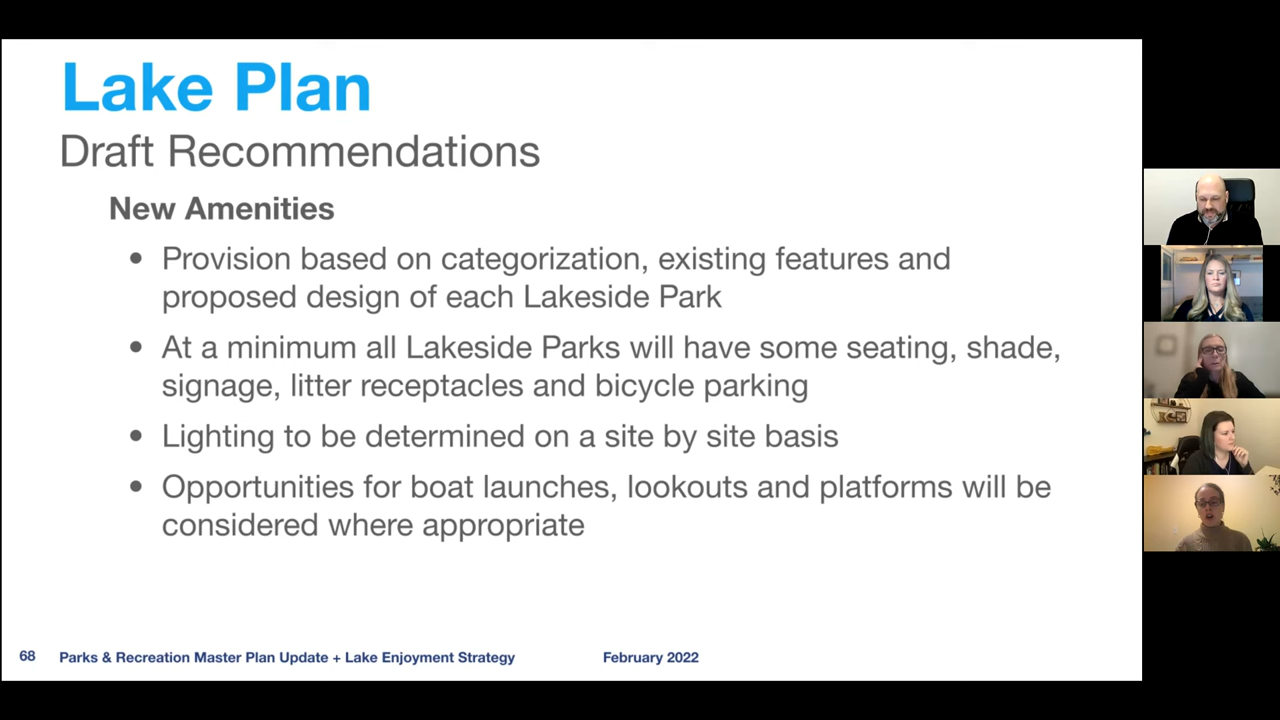 Lake Plan
Draft Recommendations
New Amenities
• Provision based on categorization, existing features and
proposed design of each Lakeside Park
• At a minimum all Lakeside Parks will have some seating, shade,
signage, litter receptacles and bicycle parking
• Lighting to be determined on a site by site basis
• Opportunities for boat launches, lookouts and platforms will be
considered where appropriate
68 Parks & Recreation Master Plan Update + Lake Enjoyment Strategy February 2022